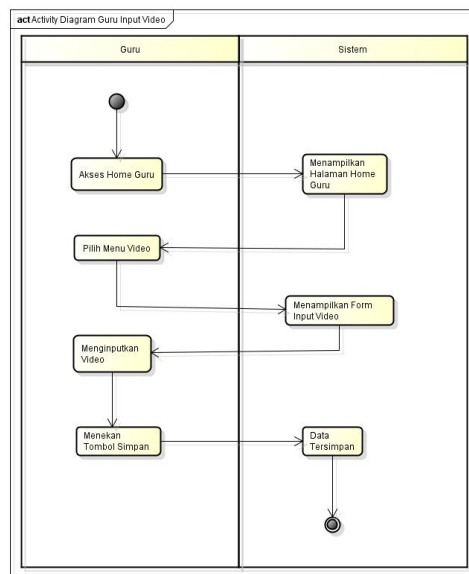 act Activity Diagram Guru Input Video
Guru
Sistem
Akses Home Guru
Menampilkan
Halaman Home
Guru
Pilih Menu Video
Menampilkan Form
Input Video
Menginputkan
Video
Menekan
Tombol Simpan
Data
Tersimpan